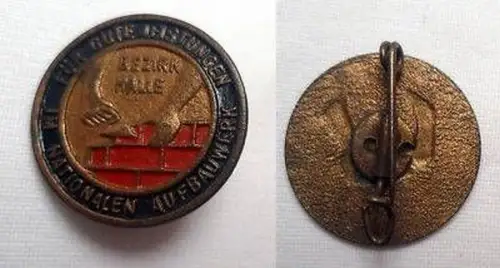 FÜR GUTE LEISTUNGEN
IM NATIONALEN AUFBAUWERK
BEZIRK
HALLE